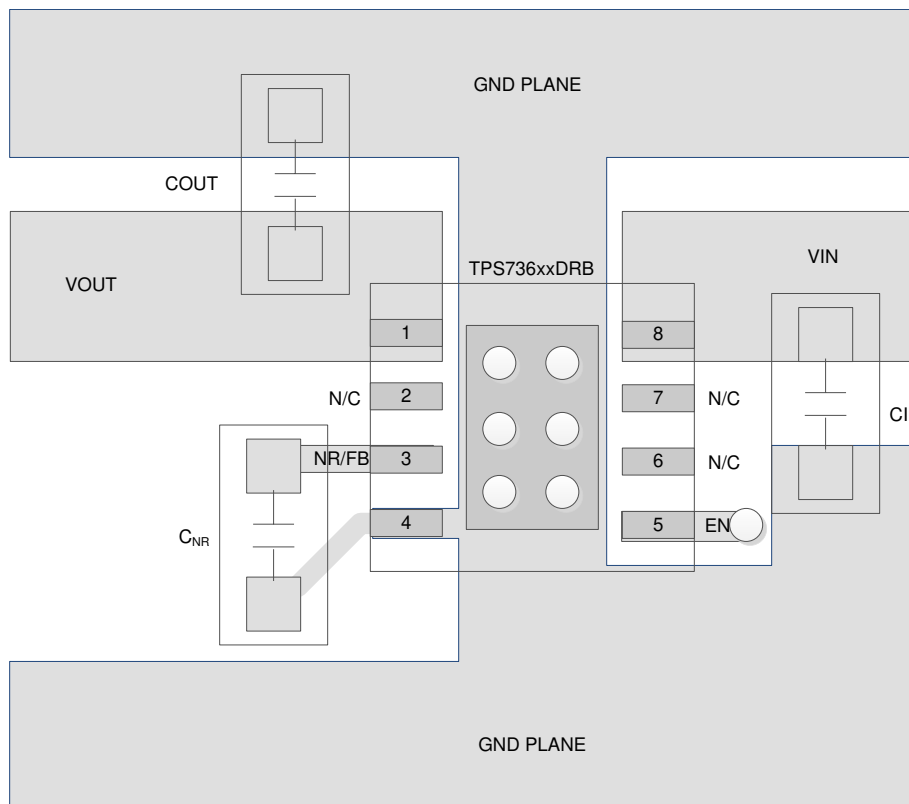 GND PLANE
COUT
TPS736xxDRB
VIN
VOUT
1
8
N/C
2
7
N/C
CI
NR/FB
3
6
N/C
4
5
EN
CNR
GND PLANE